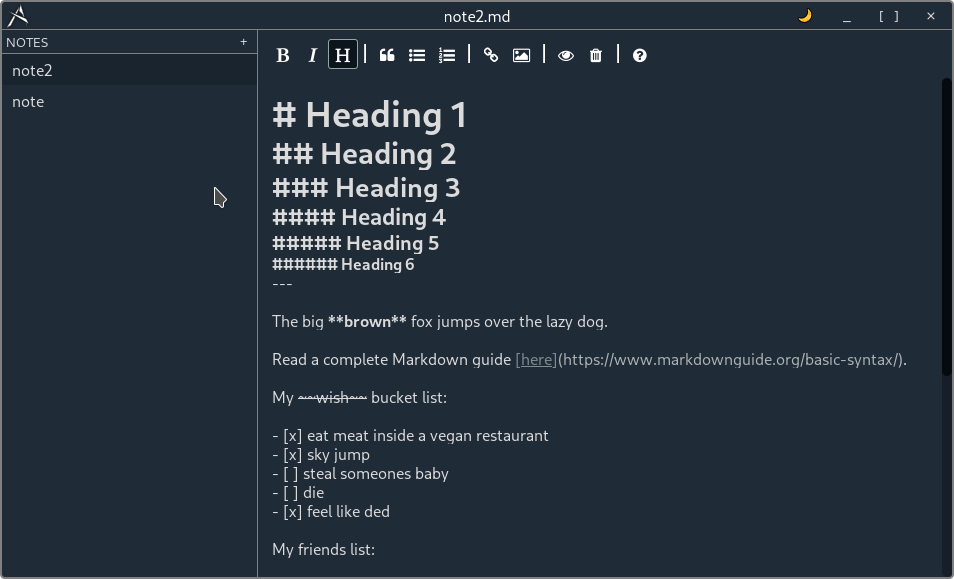 note2.md
_ [ ] ×
NOTES +
note2
note
B I H
# Heading 1
## Heading 2
### Heading 3
#### Heading 4
##### Heading 5
###### Heading 6
---
The big **brown** fox jumps over the lazy dog.
Read a complete Markdown guide [here](https://www.markdownguide.org/basic-syntax/).
My ~~wish~~ bucket list:
- [x] eat meat inside a vegan restaurant
- [x] sky jump
- [ ] steal someones baby
- [ ] die
- [x] feel like ded
My friends list: